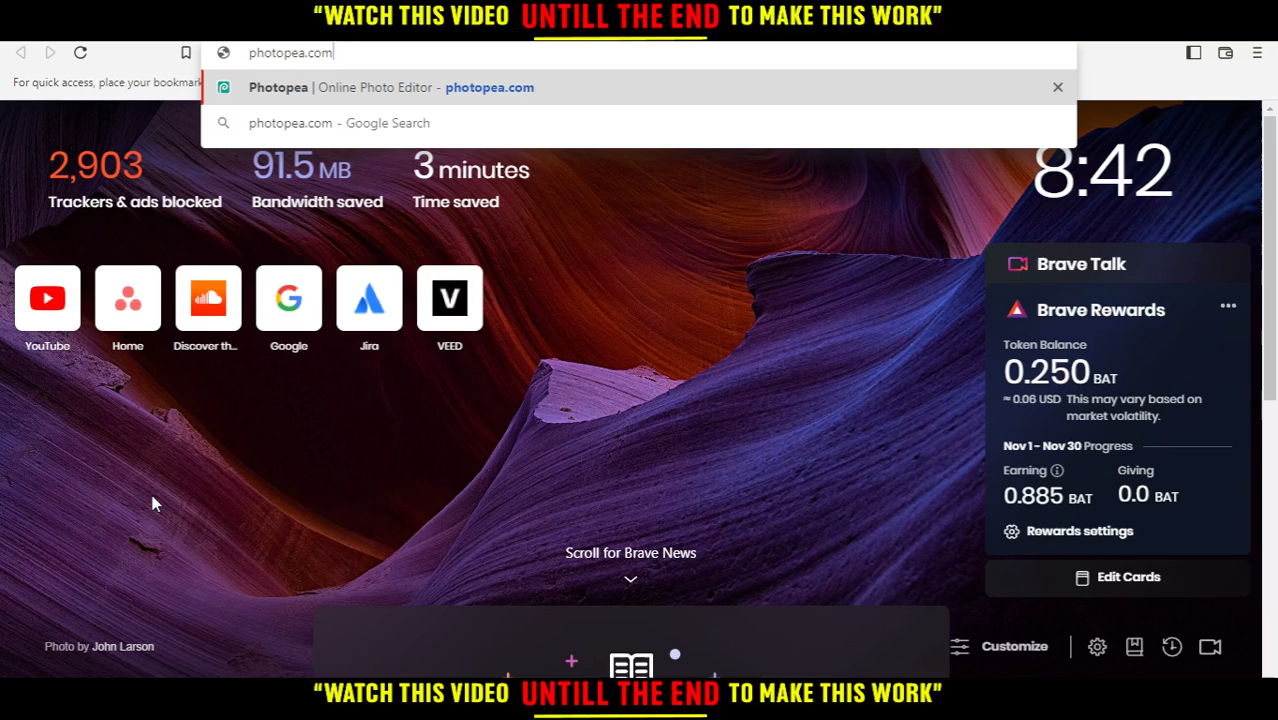 “WATCH THIS VIDEO UNTILL THE END TO MAKE THIS WORK”
photopea.com
For quick access, place your bookmark
Photopea | Online Photo Editor - photopea.com
photopea.com - Google Search
2,903
Trackers & ads blocked
91.5 MB
Bandwidth saved
3 minutes
Time saved
8:42
YouTube
Home
Discover th...
Google
Jira
V
VEED
Brave Talk
Brave Rewards
Token Balance
0.250 BAT
≈ 0.06 USD This may vary based on
market volatility.
Nov 1 – Nov 30 Progress
Earning
0.885 BAT
Giving
0.0 BAT
Rewards settings
Edit Cards
Scroll for Brave News
Photo by John Larson
Customize
“WATCH THIS VIDEO UNTILL THE END TO MAKE THIS WORK”